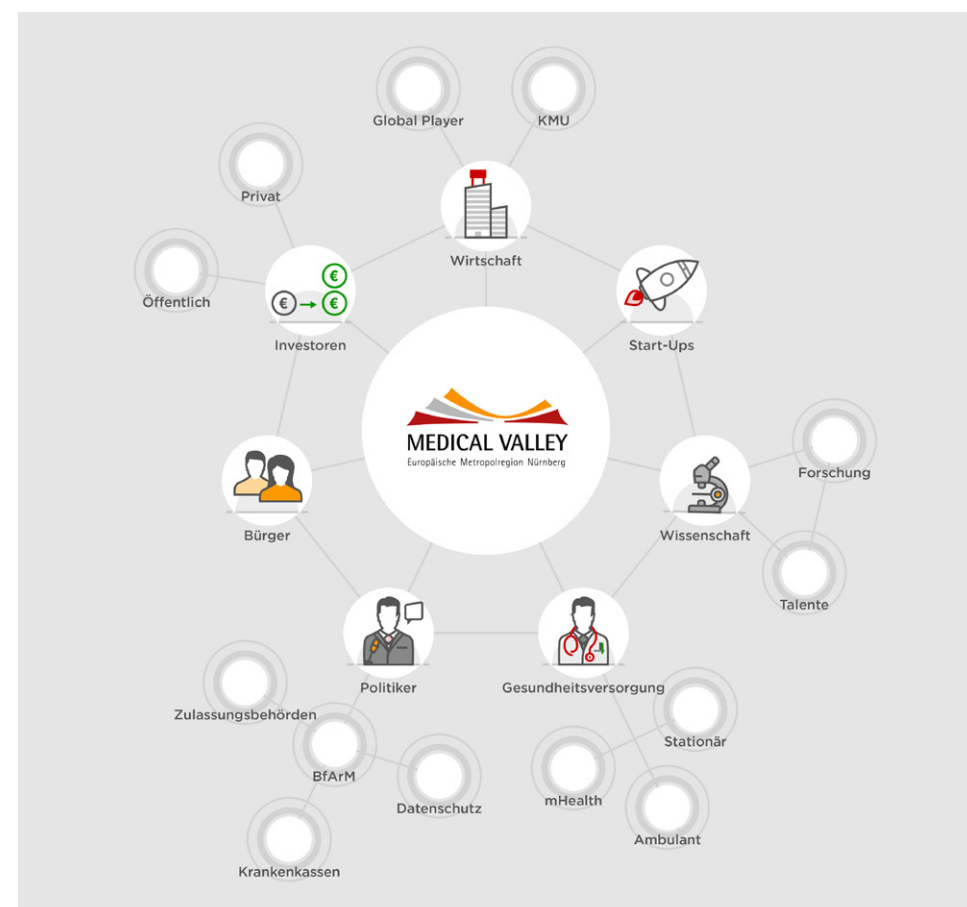 Global Player
KMU
Privat
Wirtschaft
Öffentlich
€
€ → €
Investoren
Start-Ups
MEDICAL VALLEY
Europäische Metropolregion Nürnberg
Forschung
Bürger
Wissenschaft
Talente
Politiker
Gesundheitsversorgung
Zulassungsbehörden
Stationär
BfArM
Datenschutz
mHealth
Ambulant
Krankenkassen